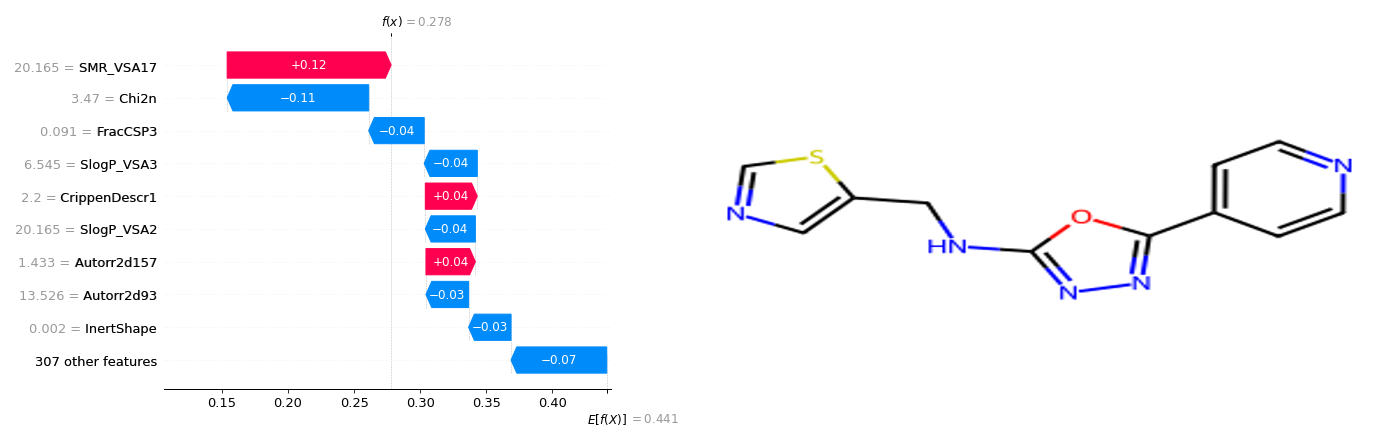 f(x) = 0.278
20.165 = SMR_VSA17
+0.12
3.47 = Chi2n
−0.11
0.091 = FracCSP3
−0.04
6.545 = SlogP_VSA3
−0.04
2.2 = CrippenDescr1
+0.04
20.165 = SlogP_VSA2
−0.04
1.433 = Autorr2d157
+0.04
13.526 = Autorr2d93
−0.03
0.002 = InertShape
−0.03
307 other features
−0.07
0.15 0.20 0.25 0.30 0.35 0.40
E[f(X)] = 0.441
S
N
HN
O
N
N
N